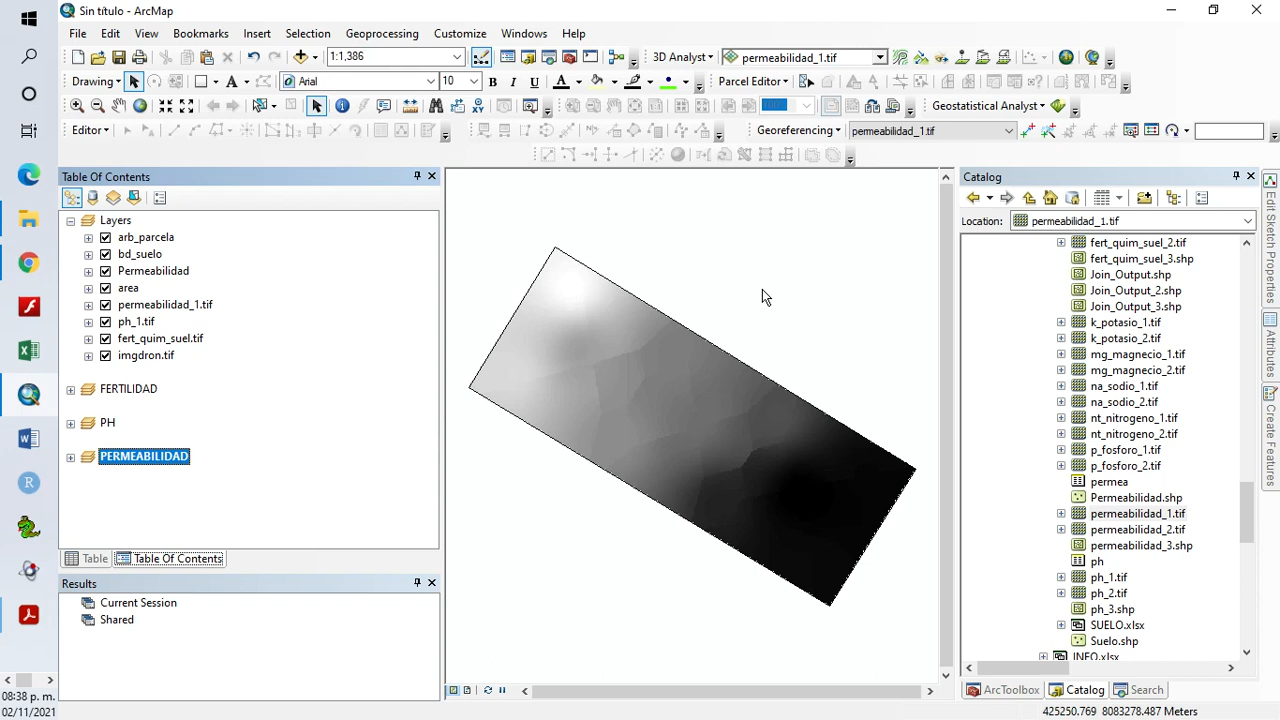 Sin título - ArcMap
File Edit View Bookmarks Insert Selection Geoprocessing Customize Windows Help
1:1,386 3D Analyst permeabilidad_1.tif
Drawing A Arial 10 B I U A Parcel Editor
Geostatistical Analyst
Editor Georeferencing permeabilidad_1.tif
Table Of Contents
Layers
arb_parcela
bd_suelo
Permeabilidad
area
permeabilidad_1.tif
ph_1.tif
fert_quim_suel.tif
imgdron.tif
FERTILIDAD
PH
PERMEABILIDAD
Table Table Of Contents
Results
Current Session
Shared
Catalog
Location: permeabilidad_1.tif
fert_quim_suel_2.tif
fert_quim_suel_3.shp
Join_Output.shp
Join_Output_2.shp
Join_Output_3.shp
k_potasio_1.tif
k_potasio_2.tif
mg_magnecio_1.tif
mg_magnecio_2.tif
na_sodio_1.tif
na_sodio_2.tif
nt_nitrogeno_1.tif
nt_nitrogeno_2.tif
p_fosforo_1.tif
p_fosforo_2.tif
permea
Permeabilidad.shp
permeabilidad_1.tif
permeabilidad_2.tif
permeabilidad_3.shp
ph
ph_1.tif
ph_2.tif
ph_3.shp
SUELO.xlsx
Suelo.shp
INFO.xlsx
ArcToolbox Catalog Search
Edit Sketch Properties
Attributes
Create Features
425250.769 8083278.487 Meters
08:38 p. m.
02/11/2021